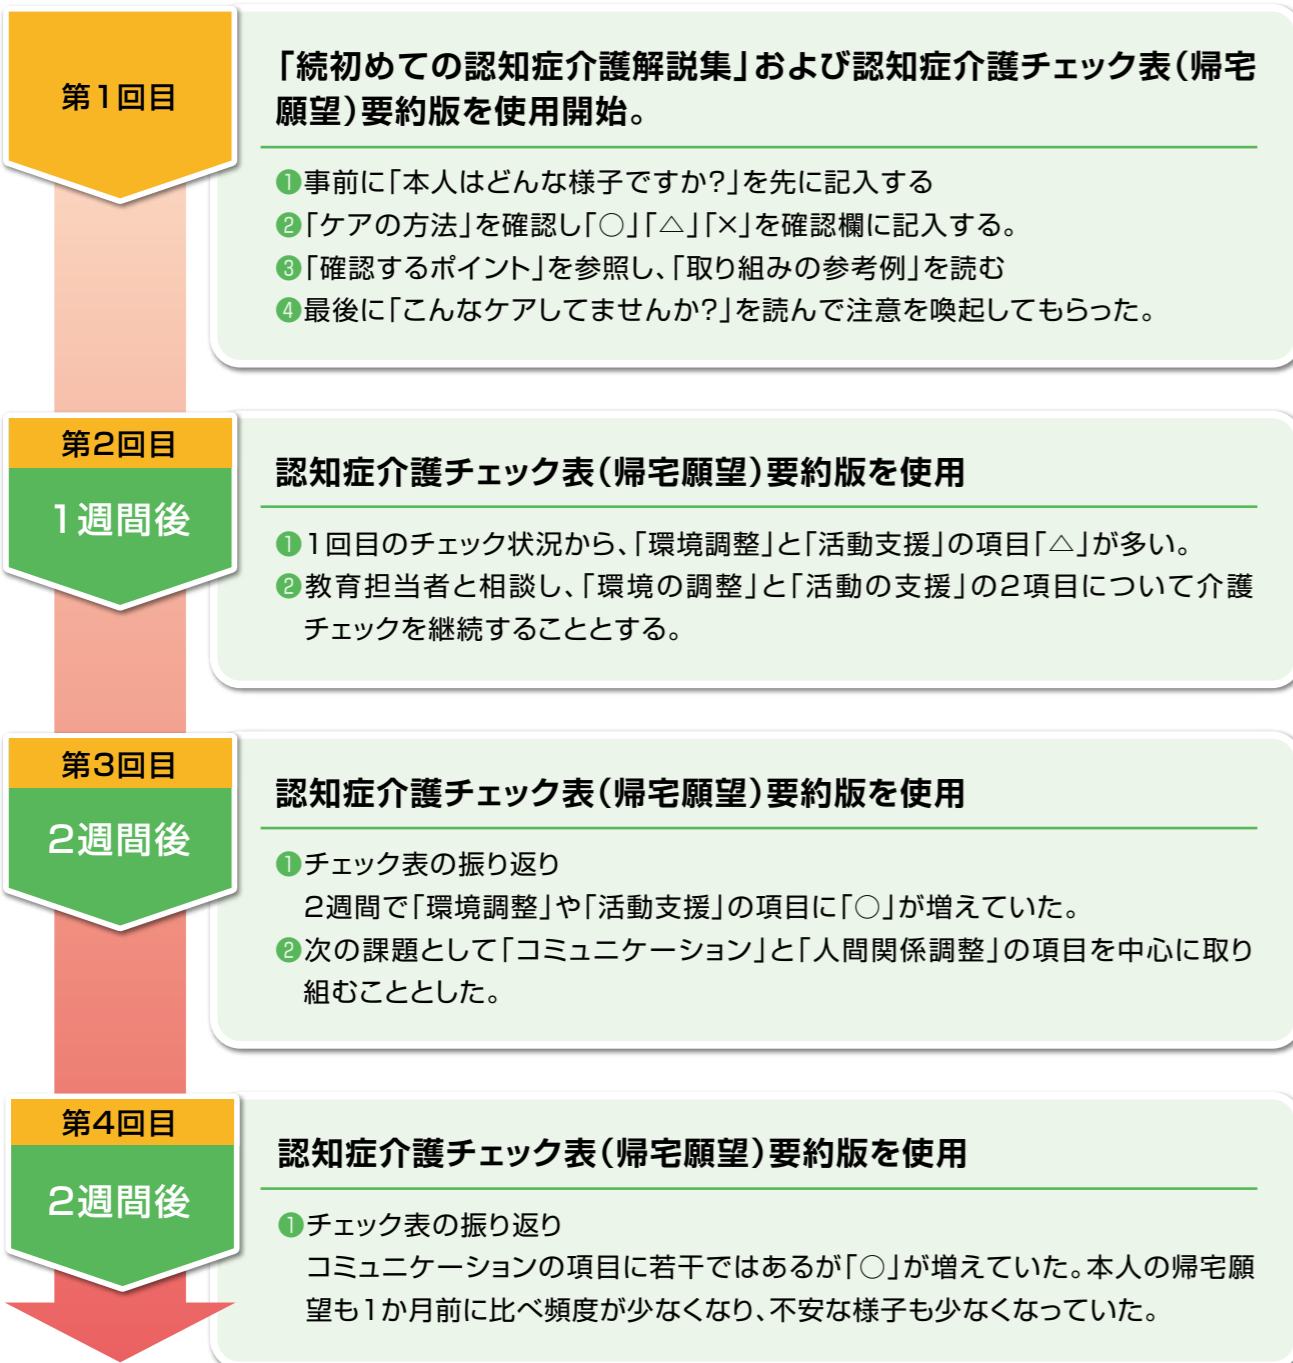 第1回目
「続初めての認知症介護解説集」および認知症介護チェック表(帰宅
願望)要約版を使用開始。
❶事前に「本人はどんな様子ですか?」を先に記入する
❷「ケアの方法」を確認し「○」「△」「×」を確認欄に記入する。
❸「確認するポイント」を参照し、「取り組みの参考例」を読む
❹最後に「こんなケアしてませんか?」を読んで注意を喚起してもらった。
第2回目
1週間後
認知症介護チェック表(帰宅願望)要約版を使用
❶1回目のチェック状況から、「環境調整」と「活動支援」の項目「△」が多い。
❷教育担当者と相談し、「環境の調整」と「活動の支援」の2項目について介護
チェックを継続することとする。
第3回目
2週間後
認知症介護チェック表(帰宅願望)要約版を使用
❶チェック表の振り返り
2週間で「環境調整」や「活動支援」の項目に「○」が増えていた。
❷次の課題として「コミュニケーション」と「人間関係調整」の項目を中心に取り
組むこととした。
第4回目
2週間後
認知症介護チェック表(帰宅願望)要約版を使用
❶チェック表の振り返り
コミュニケーションの項目に若干ではあるが「○」が増えていた。本人の帰宅願
望も1か月前に比べ頻度が少なくなり、不安な様子も少なくなっていた。